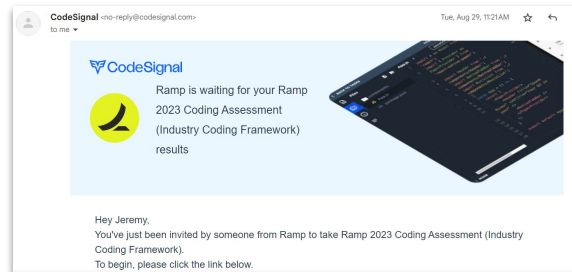 CodeSignal <no-reply@codesignal.com>
Tue, Aug 29, 11:21 AM
to me
CodeSignal
Ramp is waiting for your Ramp
2023 Coding Assessment
(Industry Coding Framework)
results
Hey Jeremy,
You've just been invited by someone from Ramp to take Ramp 2023 Coding Assessment (Industry
Coding Framework).
To begin, please click the link below.